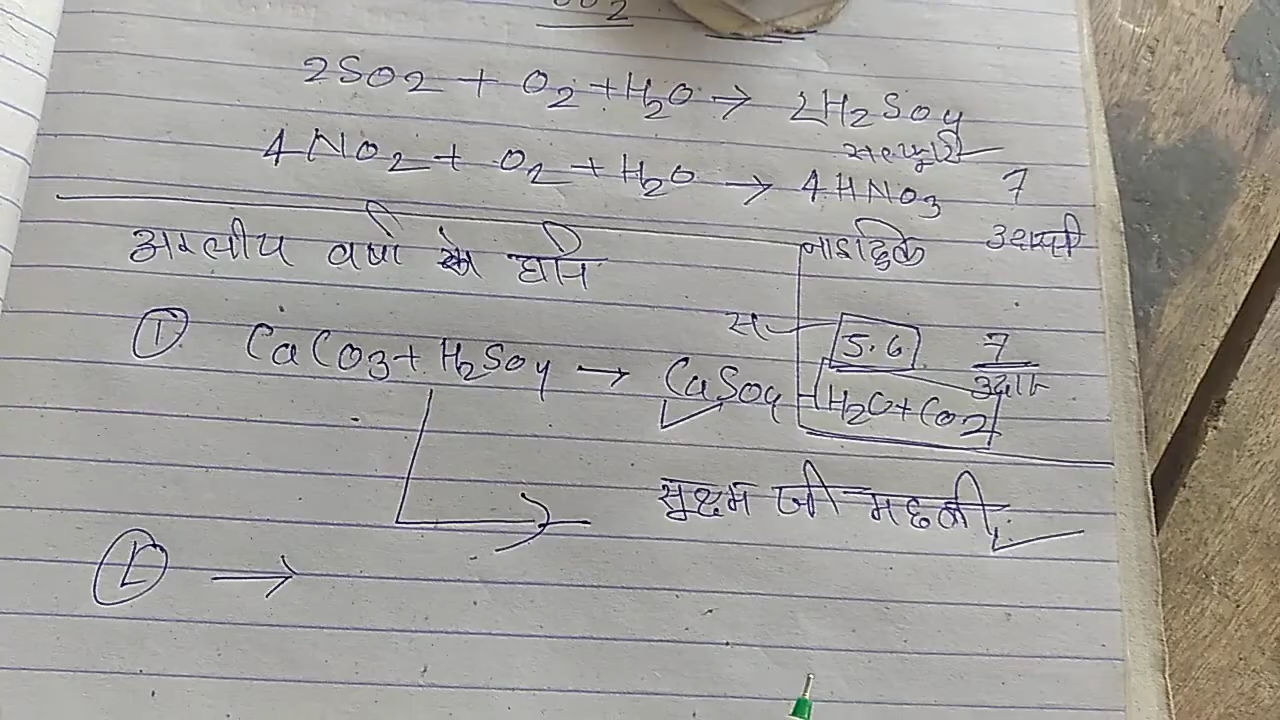 2SO2 + O2 + H2O → 2H2SO4
4NO2 + O2 + H2O → 4HNO3 7
अम्लीय वर्षा से हानि नाइट्रिक
① CaCO3 + H2SO4 → CaSO4 + H2O + CO2
स 5.6 7
सुक्ष्म जी मछली
② →